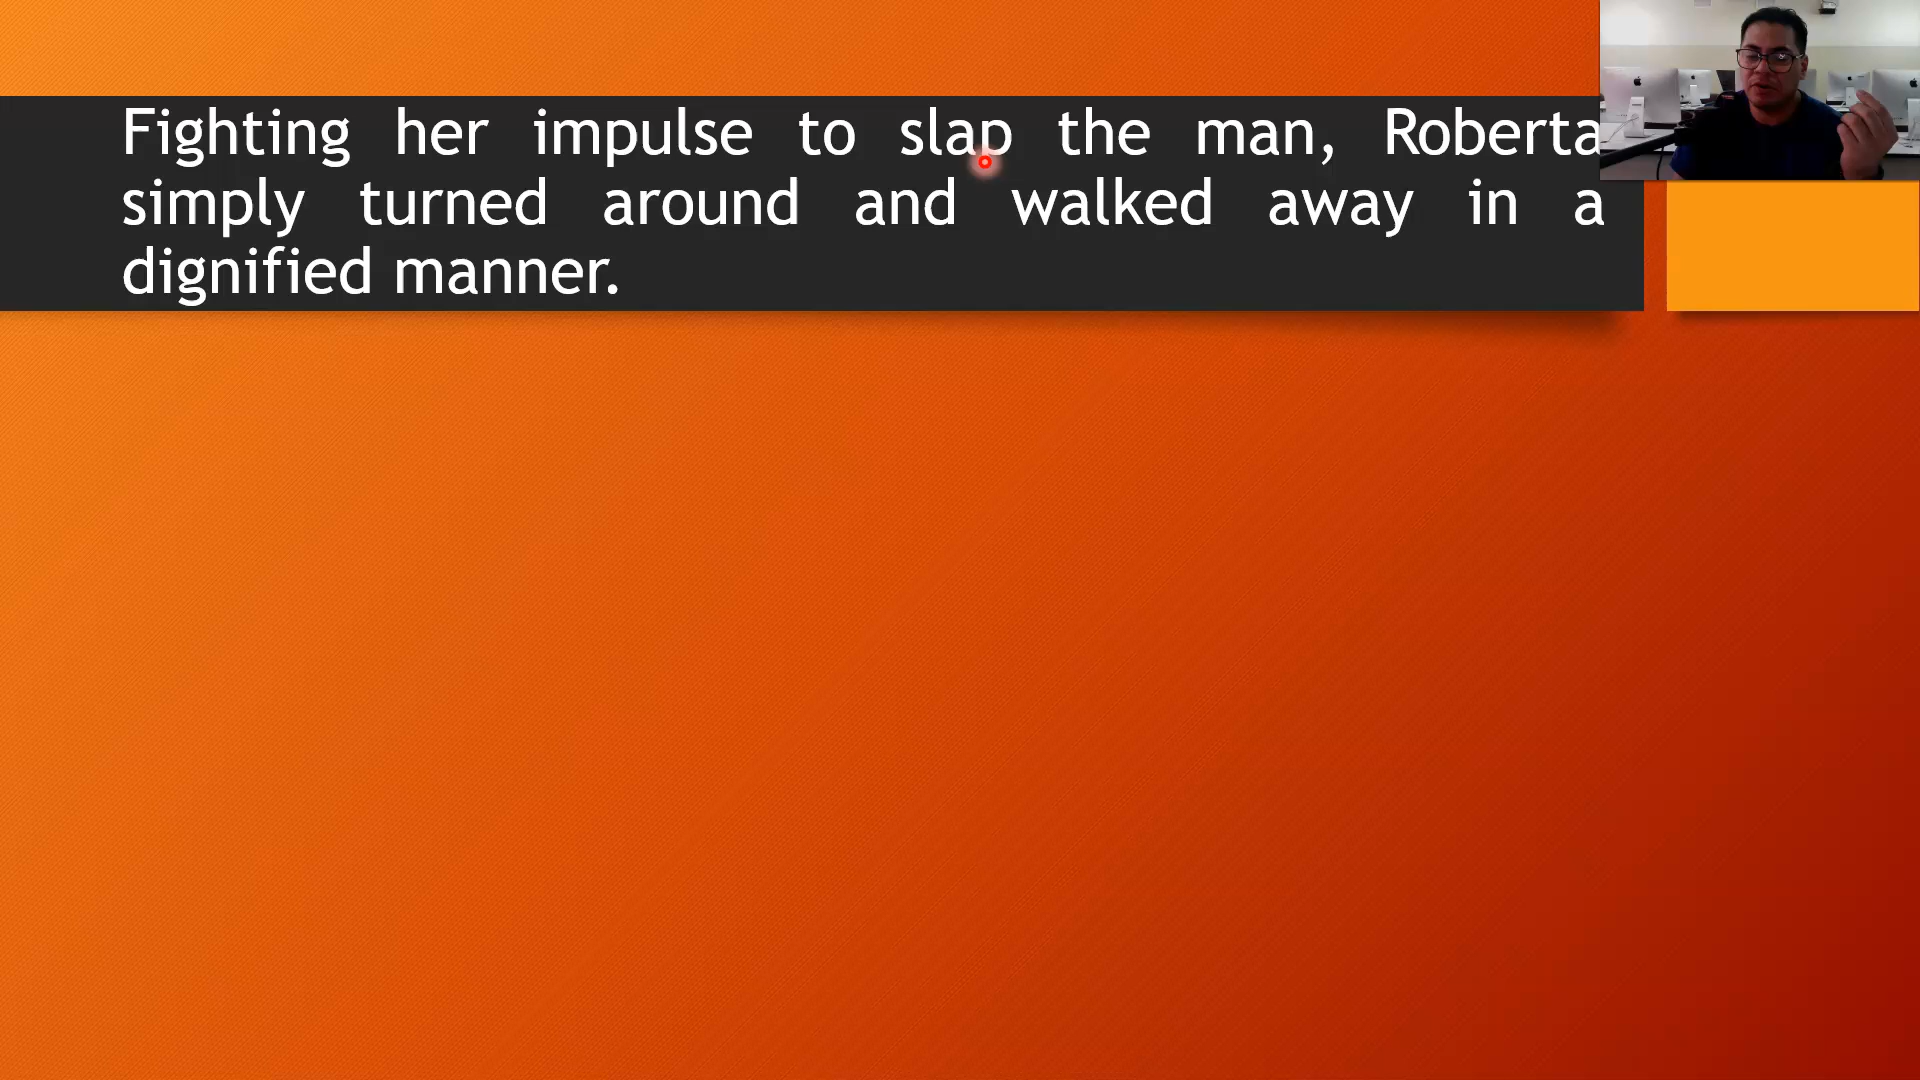 Fighting her impulse to slap the man, Roberta
simply turned around and walked away in a
dignified manner.